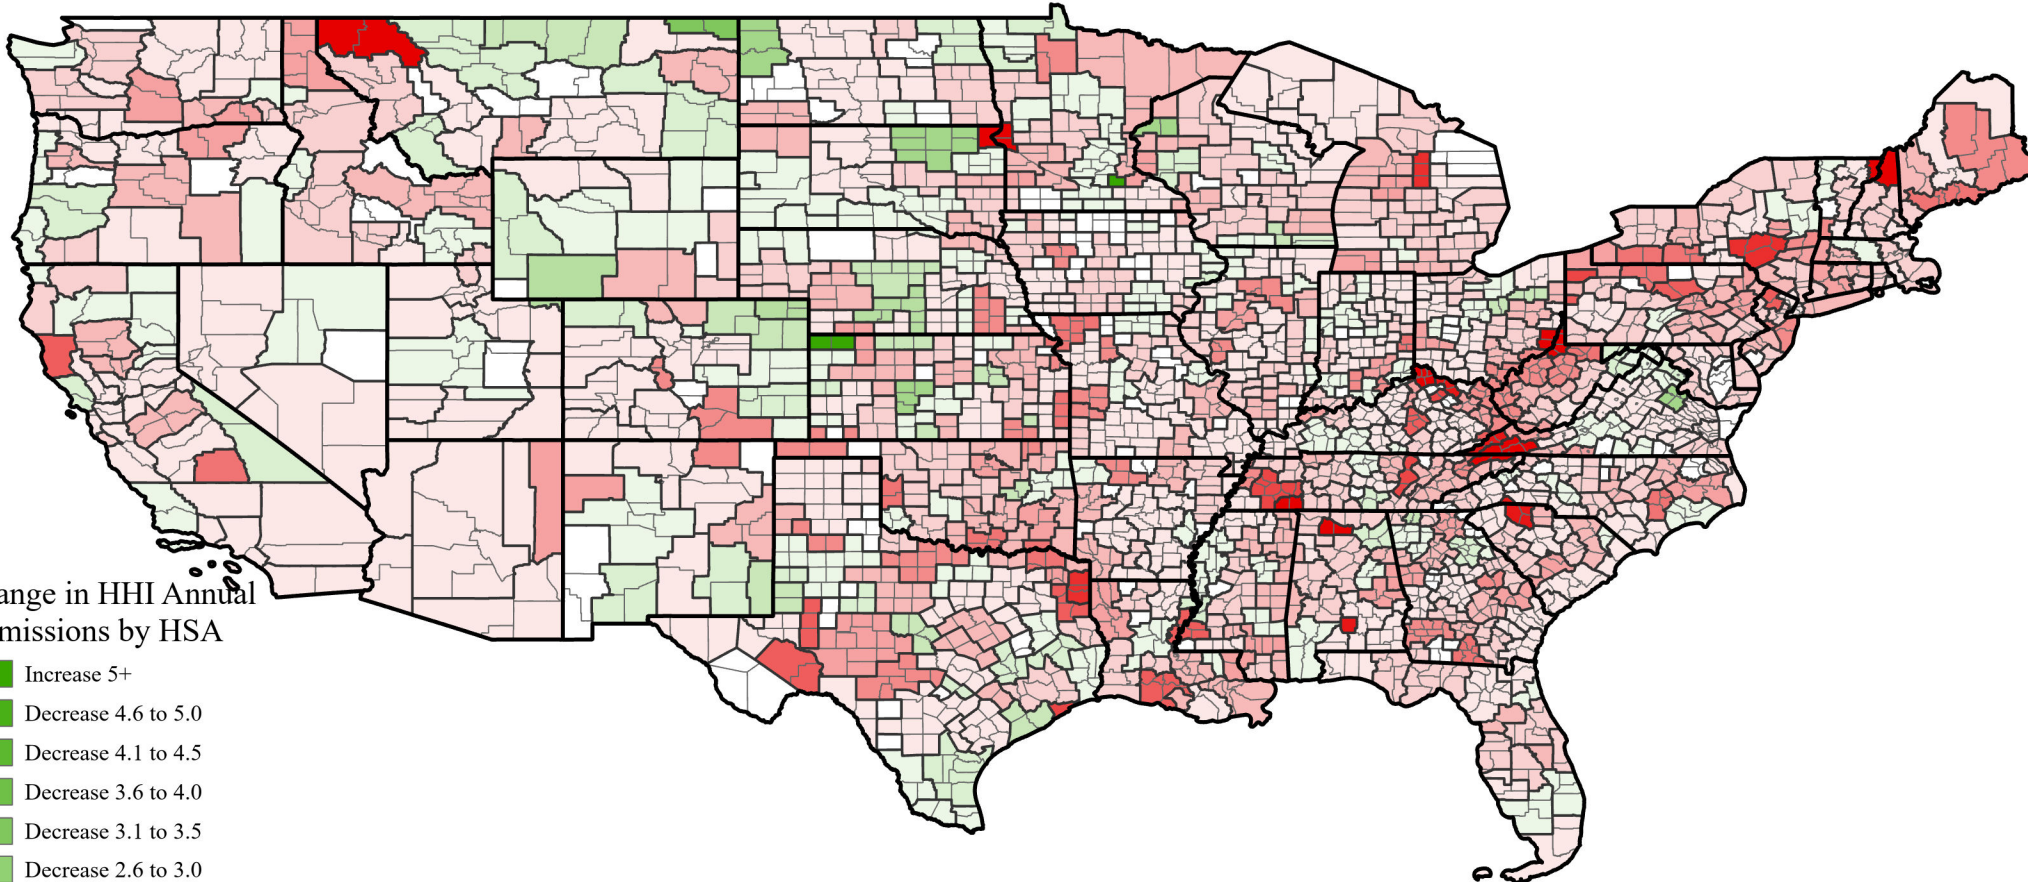 ange in HHI Annual
missions by HSA
Increase 5+
Decrease 4.6 to 5.0
Decrease 4.1 to 4.5
Decrease 3.6 to 4.0
Decrease 3.1 to 3.5
Decrease 2.6 to 3.0